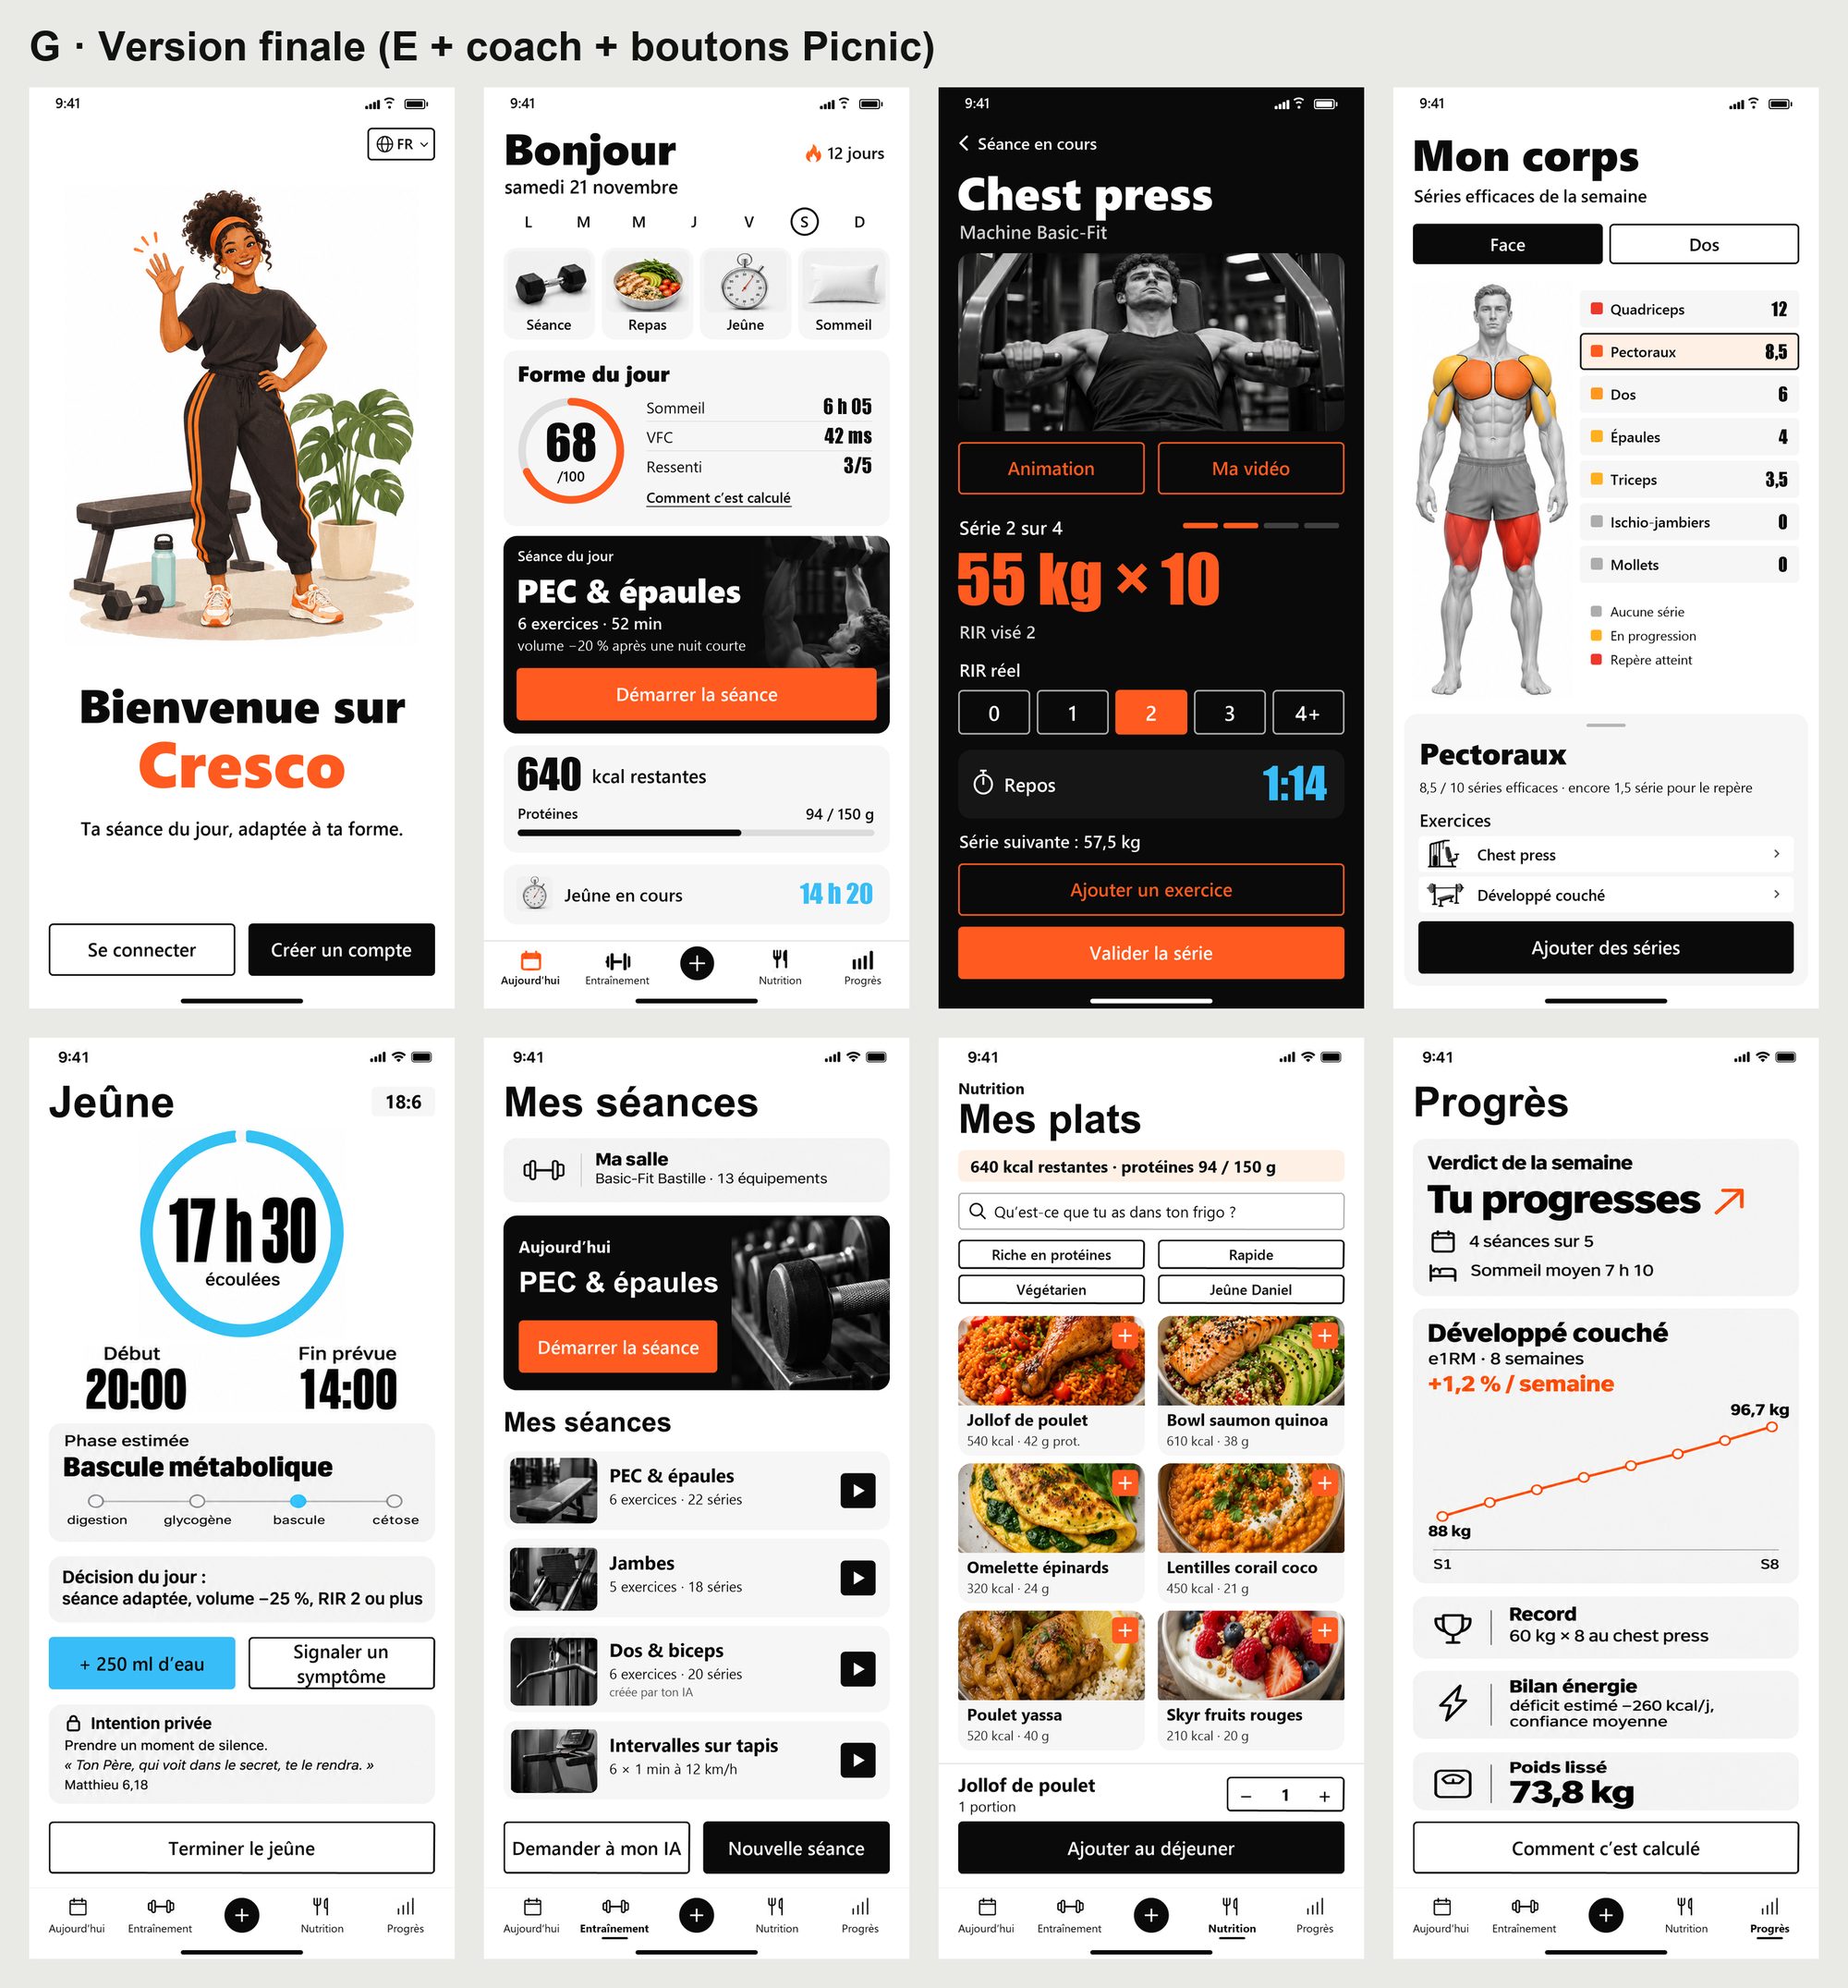 G · Version finale (E + coach + boutons Picnic)
9:41
FR
Bienvenue sur
Cresco
Ta séance du jour, adaptée à ta forme.
Se connecter
Créer un compte
9:41
Bonjour
12 jours
samedi 21 novembre
L M M J V S D
Séance
Repas
Jeûne
Sommeil
Forme du jour
68
/100
Sommeil 6 h 05
VFC 42 ms
Ressenti 3/5
Comment c'est calculé
Séance du jour
PEC & épaules
6 exercices · 52 min
volume −20 % après une nuit courte
Démarrer la séance
640 kcal restantes
Protéines 94 / 150 g
Jeûne en cours 14 h 20
Aujourd'hui
Entraînement
Nutrition
Progrès
9:41
Séance en cours
Chest press
Machine Basic-Fit
Animation
Ma vidéo
Série 2 sur 4
55 kg × 10
RIR visé 2
RIR réel
0 1 2 3 4+
Repos 1:14
Série suivante : 57,5 kg
Ajouter un exercice
Valider la série
9:41
Mon corps
Séries efficaces de la semaine
Face
Dos
Quadriceps 12
Pectoraux 8,5
Dos 6
Épaules 4
Triceps 3,5
Ischio-jambiers 0
Mollets 0
Aucune série
En progression
Repère atteint
Pectoraux
8,5 / 10 séries efficaces · encore 1,5 série pour le repère
Exercices
Chest press
Développé couché
Ajouter des séries
9:41
Jeûne
18:6
17 h 30
écoulées
Début
20:00
Fin prévue
14:00
Phase estimée
Bascule métabolique
digestion glycogène bascule cétose
Décision du jour :
séance adaptée, volume −25 %, RIR 2 ou plus
+ 250 ml d'eau
Signaler un
symptôme
Intention privée
Prendre un moment de silence.
« Ton Père, qui voit dans le secret, te le rendra. »
Matthieu 6,18
Terminer le jeûne
Aujourd'hui
Entraînement
Nutrition
Progrès
9:41
Mes séances
Ma salle
Basic-Fit Bastille · 13 équipements
Aujourd'hui
PEC & épaules
Démarrer la séance
Mes séances
PEC & épaules
6 exercices · 22 séries
Jambes
5 exercices · 18 séries
Dos & biceps
6 exercices · 20 séries
créée par ton IA
Intervalles sur tapis
6 × 1 min à 12 km/h
Demander à mon IA
Nouvelle séance
Aujourd'hui
Entraînement
Nutrition
Progrès
9:41
Nutrition
Mes plats
640 kcal restantes · protéines 94 / 150 g
Qu'est-ce que tu as dans ton frigo ?
Riche en protéines
Rapide
Végétarien
Jeûne Daniel
Jollof de poulet
540 kcal · 42 g prot.
Bowl saumon quinoa
610 kcal · 38 g
Omelette épinards
320 kcal · 24 g
Lentilles corail coco
450 kcal · 21 g
Poulet yassa
520 kcal · 40 g
Skyr fruits rouges
210 kcal · 20 g
Jollof de poulet
1 portion
− 1 +
Ajouter au déjeuner
Aujourd'hui
Entraînement
Nutrition
Progrès
9:41
Progrès
Verdict de la semaine
Tu progresses
4 séances sur 5
Sommeil moyen 7 h 10
Développé couché
e1RM · 8 semaines
+1,2 % / semaine
96,7 kg
88 kg
S1 S8
Record
60 kg × 8 au chest press
Bilan énergie
déficit estimé −260 kcal/j,
confiance moyenne
Poids lissé
73,8 kg
Comment c'est calculé
Aujourd'hui
Entraînement
Nutrition
Progrès